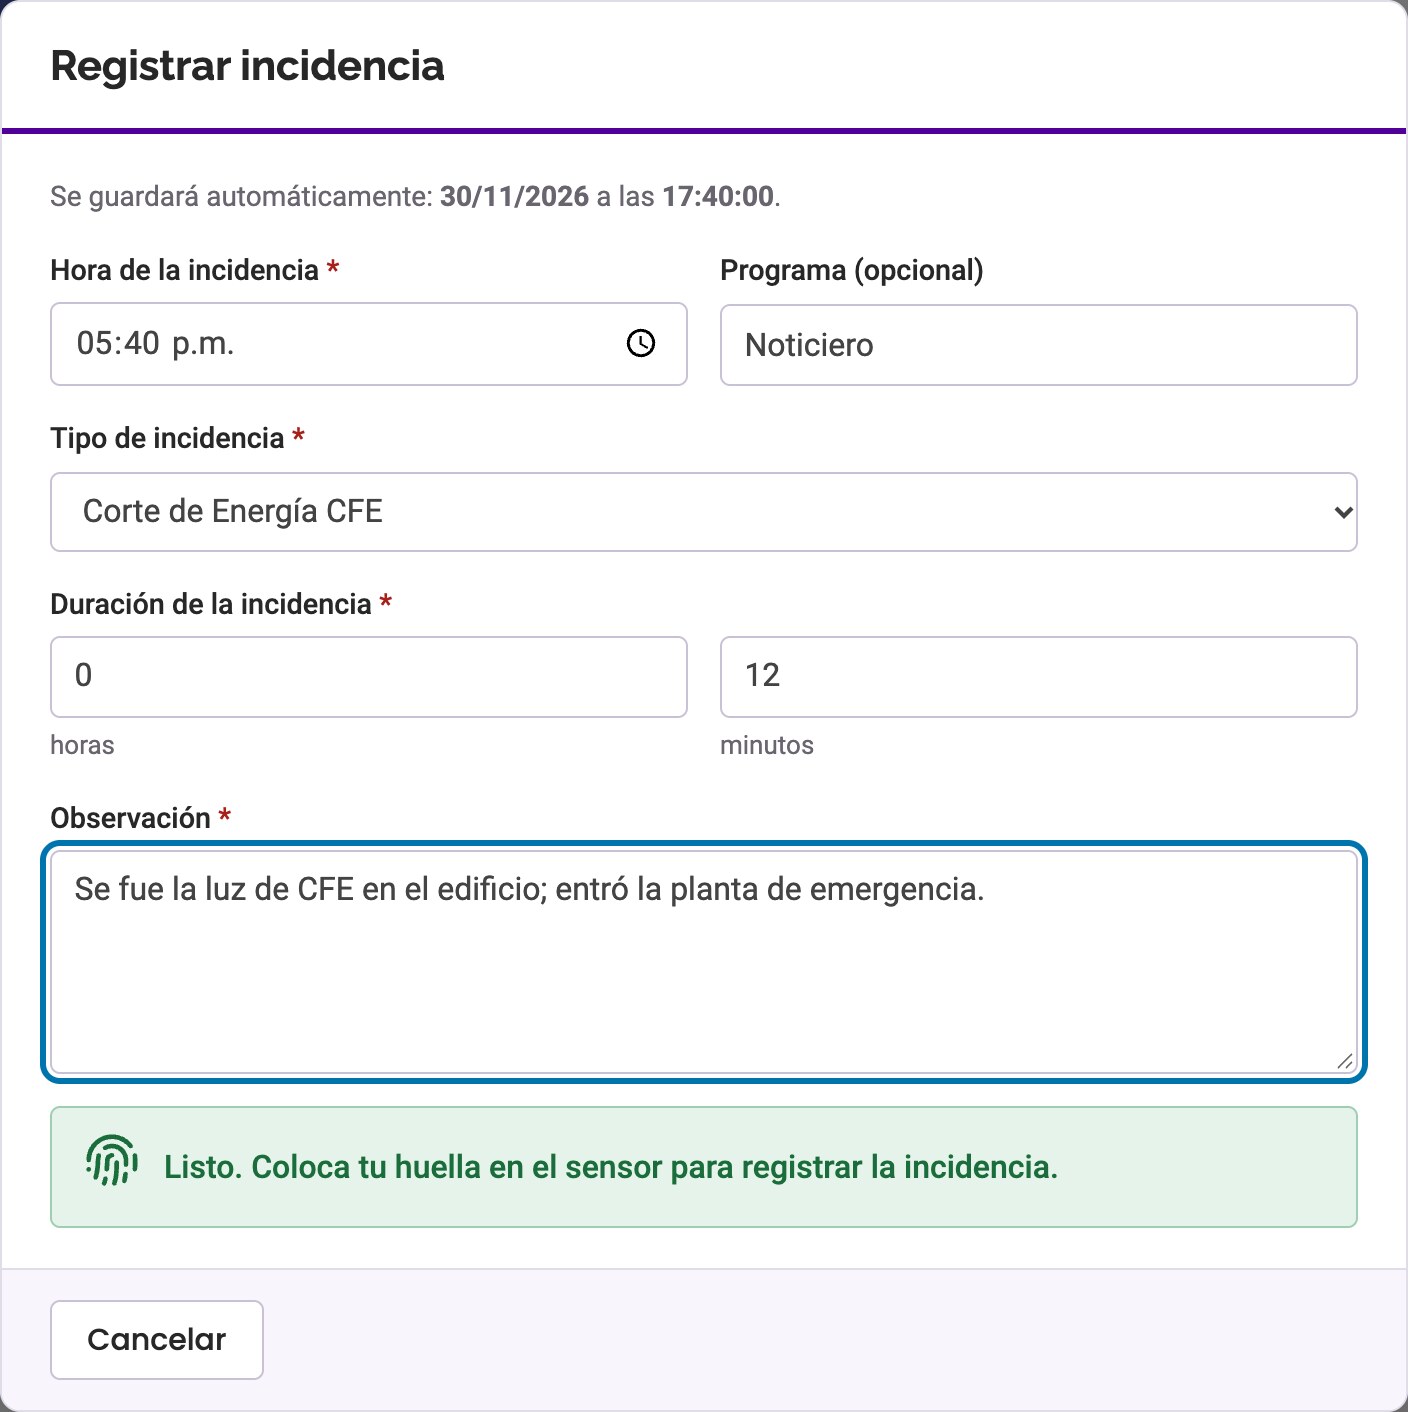 Registrar incidencia
Se guardará automáticamente: 30/11/2026 a las 17:40:00.
Hora de la incidencia *
Programa (opcional)
05:40 p.m.
Noticiero
Tipo de incidencia *
Corte de Energía CFE
Duración de la incidencia *
0
12
horas
minutos
Observación *
Se fue la luz de CFE en el edificio; entró la planta de emergencia.
Listo. Coloca tu huella en el sensor para registrar la incidencia.
Cancelar